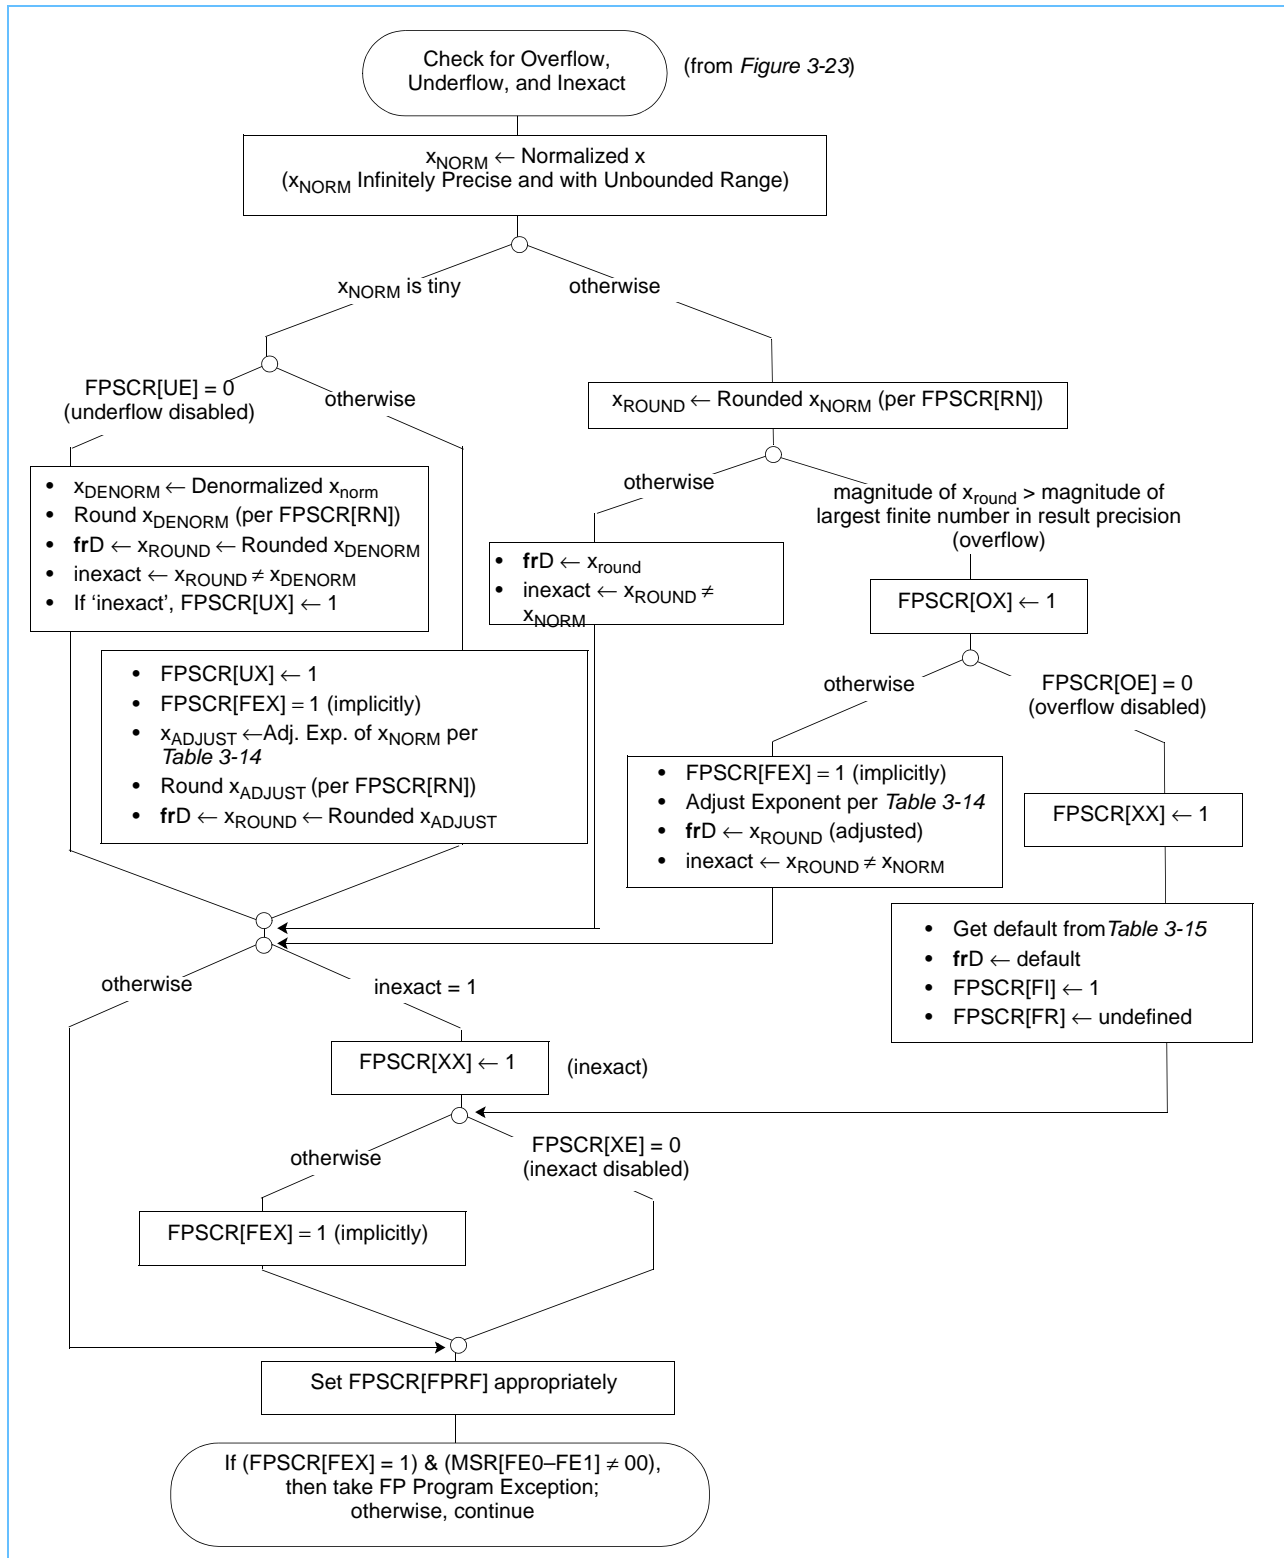 Check for Overflow,
Underflow, and Inexact
(from Figure 3-23)
xNORM ← Normalized x
(xNORM Infinitely Precise and with Unbounded Range)
xNORM is tiny
otherwise
FPSCR[UE] = 0
(underflow disabled)
otherwise
xROUND ← Rounded xNORM (per FPSCR[RN])
• xDENORM ← Denormalized xnorm
• Round xDENORM (per FPSCR[RN])
• frD ← xROUND ← Rounded xDENORM
• inexact ← xROUND ≠ xDENORM
• If ‘inexact’, FPSCR[UX] ← 1
otherwise
magnitude of xround > magnitude of
largest finite number in result precision
(overflow)
• frD ← xround
• inexact ← xROUND ≠
xNORM
FPSCR[OX] ← 1
• FPSCR[UX] ← 1
• FPSCR[FEX] = 1 (implicitly)
• xADJUST ←Adj. Exp. of xNORM per
Table 3-14
• Round xADJUST (per FPSCR[RN])
• frD ← xROUND ← Rounded xADJUST
otherwise
FPSCR[OE] = 0
(overflow disabled)
• FPSCR[FEX] = 1 (implicitly)
• Adjust Exponent per Table 3-14
• frD ← xROUND (adjusted)
• inexact ← xROUND ≠ xNORM
FPSCR[XX] ← 1
• Get default from Table 3-15
• frD ← default
• FPSCR[FI] ← 1
• FPSCR[FR] ← undefined
otherwise
inexact = 1
FPSCR[XX] ← 1
(inexact)
otherwise
FPSCR[XE] = 0
(inexact disabled)
FPSCR[FEX] = 1 (implicitly)
Set FPSCR[FPRF] appropriately
If (FPSCR[FEX] = 1) & (MSR[FE0–FE1] ≠ 00),
then take FP Program Exception;
otherwise, continue